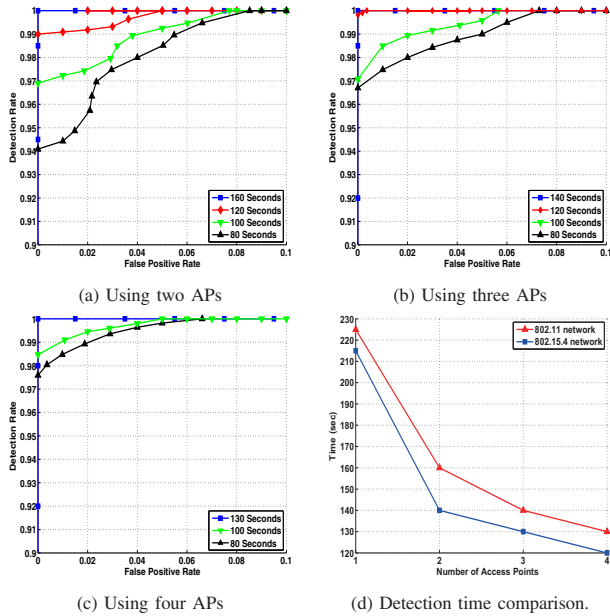 1
0.99
0.98
0.97
0.96
0.95
0.94
0.93
0.92
0.91
0.9
0 0.02 0.04 0.06 0.08 0.1
Detection Rate
False Positive Rate
160 Seconds
120 Seconds
100 Seconds
80 Seconds
(a) Using two APs
1
0.99
0.98
0.97
0.96
0.95
0.94
0.93
0.92
0.91
0.9
0 0.02 0.04 0.06 0.08 0.1
Detection Rate
False Positive Rate
140 Seconds
120 Seconds
100 Seconds
80 Seconds
(b) Using three APs
1
0.99
0.98
0.97
0.96
0.95
0.94
0.93
0.92
0.91
0.9
0 0.02 0.04 0.06 0.08 0.1
Detection Rate
False Positive Rate
130 Seconds
100 Seconds
80 Seconds
(c) Using four APs
230
220
210
200
190
180
170
160
150
140
130
120
1 2 3 4
Time (sec)
Number of Access Points
802.11 network
802.15.4 network
(d) Detection time comparison.